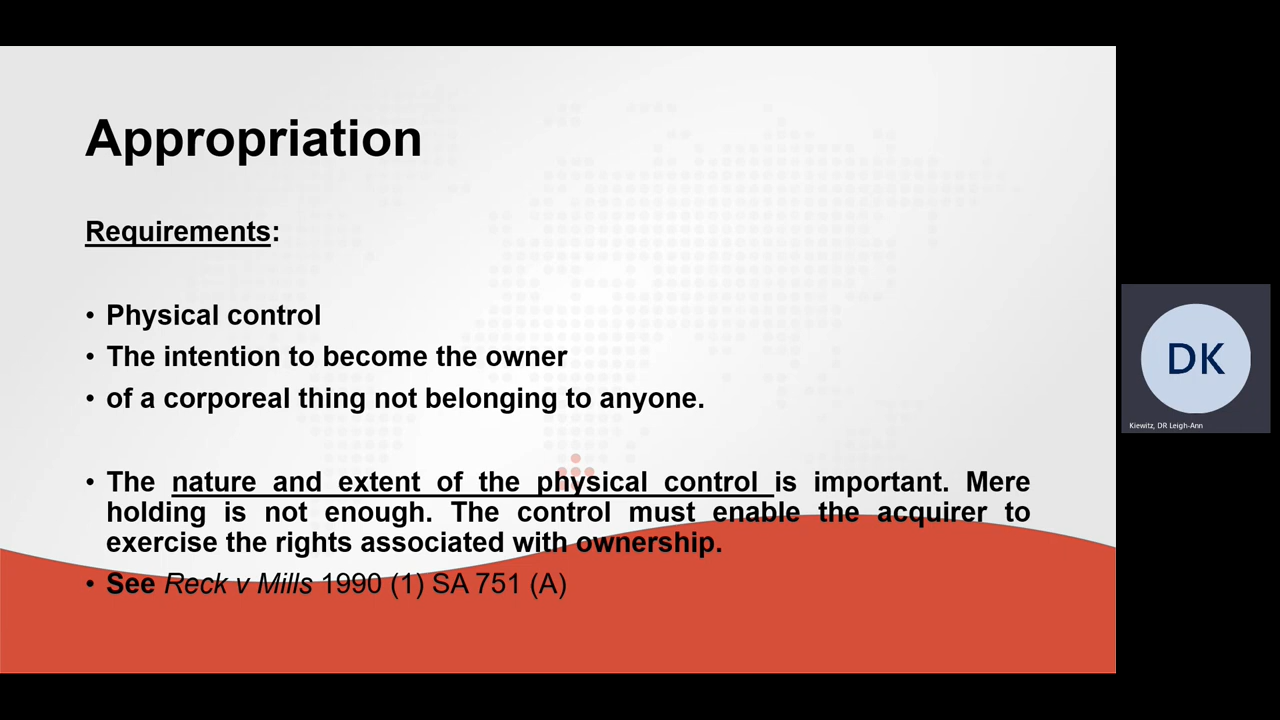 Appropriation
Requirements:
• Physical control
• The intention to become the owner
• of a corporeal thing not belonging to anyone.
• The nature and extent of the physical control is important. Mere
holding is not enough. The control must enable the acquirer to
exercise the rights associated with ownership.
• See Reck v Mills 1990 (1) SA 751 (A)
DK
Kiewitz, DR Leigh-Ann